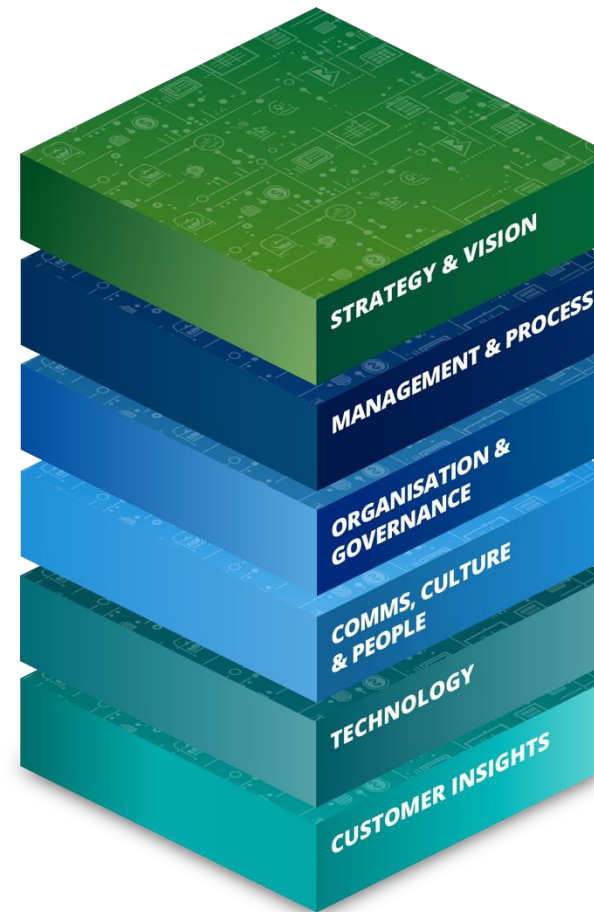 STRATEGY & VISION
MANAGEMENT & PROCESS
ORGANISATION &
GOVERNANCE
COMMS, CULTURE
& PEOPLE
TECHNOLOGY
CUSTOMER INSIGHTS